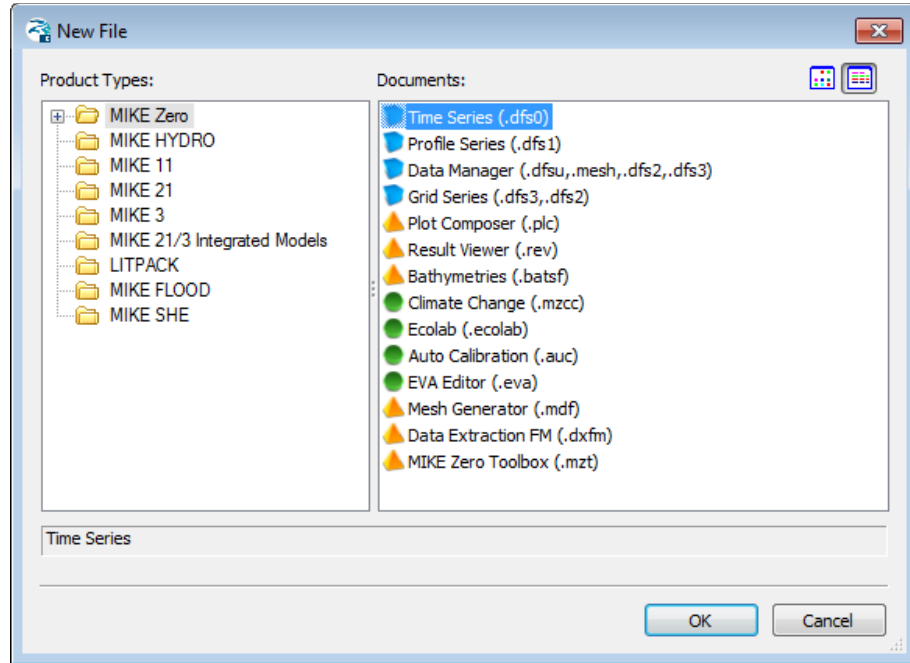 New File
Product Types:
Documents:
MIKE Zero
MIKE HYDRO
MIKE 11
MIKE 21
MIKE 3
MIKE 21/3 Integrated Models
LITPACK
MIKE FLOOD
MIKE SHE
Time Series (.dfs0)
Profile Series (.dfs1)
Data Manager (.dfsu,.mesh,.dfs2,.dfs3)
Grid Series (.dfs3,.dfs2)
Plot Composer (.plc)
Result Viewer (.rev)
Bathymetries (.batsf)
Climate Change (.mzcc)
Ecolab (.ecolab)
Auto Calibration (.auc)
EVA Editor (.eva)
Mesh Generator (.mdf)
Data Extraction FM (.dxfm)
MIKE Zero Toolbox (.mzt)
Time Series
OK
Cancel